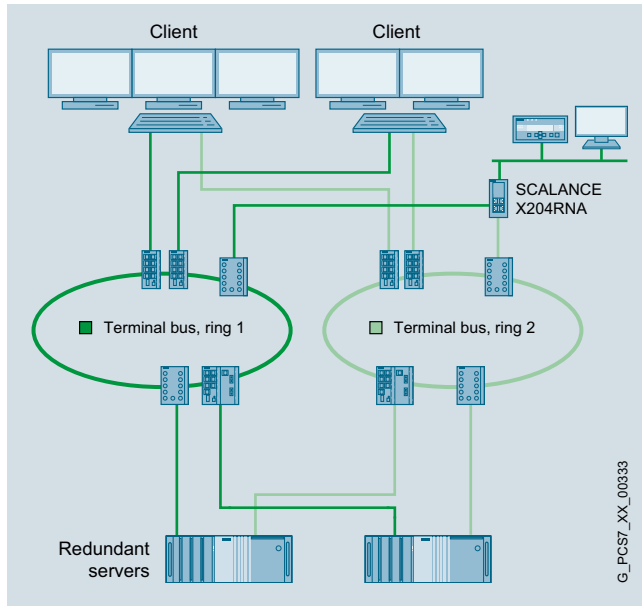 Client
Client
SCALANCE
X204RNA
Terminal bus, ring 1
Terminal bus, ring 2
Redundant
servers
G_PCS7_XX_00333